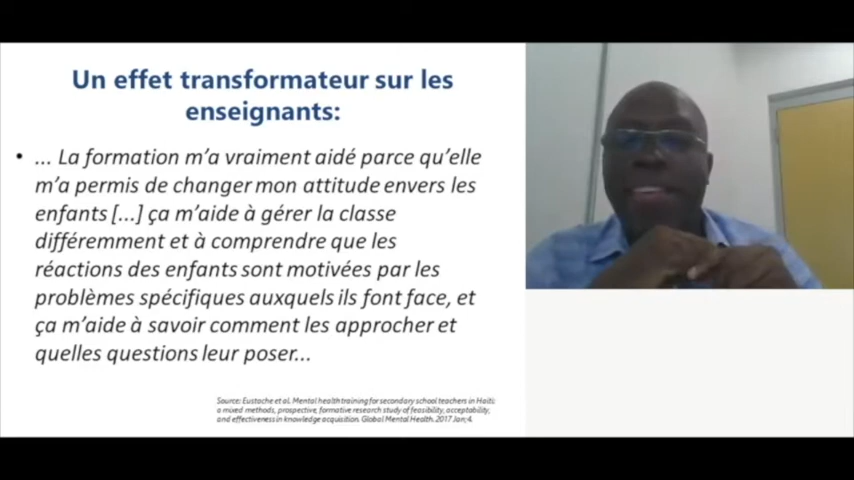 Un effet transformateur sur les
enseignants:
• ... La formation m'a vraiment aidé parce qu'elle
m'a permis de changer mon attitude envers les
enfants [...] ça m'aide à gérer la classe
différemment et à comprendre que les
réactions des enfants sont motivées par les
problèmes spécifiques auxquels ils font face, et
ça m'aide à savoir comment les approcher et
quelles questions leur poser...
Source: Eustache et al. Mental health training for secondary school teachers in Haiti:
a mixed methods, prospective, formative research study of feasibility, acceptability,
and effectiveness in knowledge acquisition. Global Mental Health. 2017 Jan; 4.